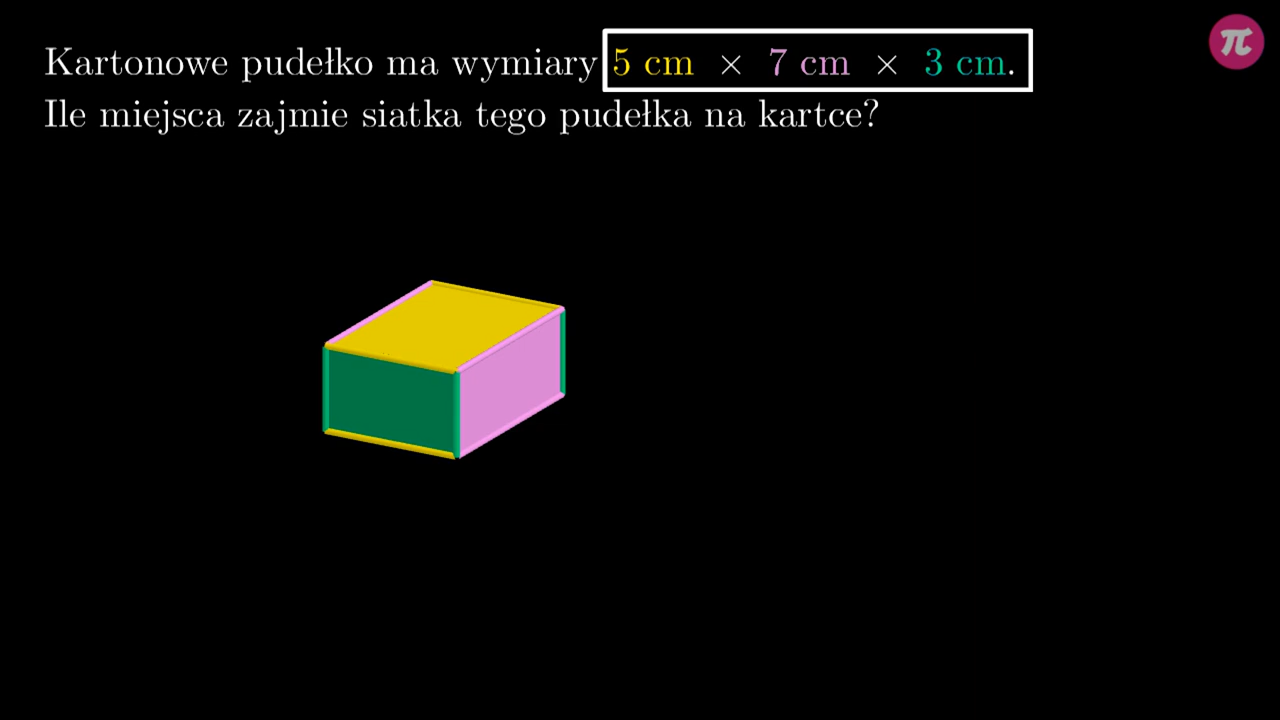 Kartonowe pudełko ma wymiary 5 cm × 7 cm × 3 cm.
Ile miejsca zajmie siatka tego pudełka na kartce?
π